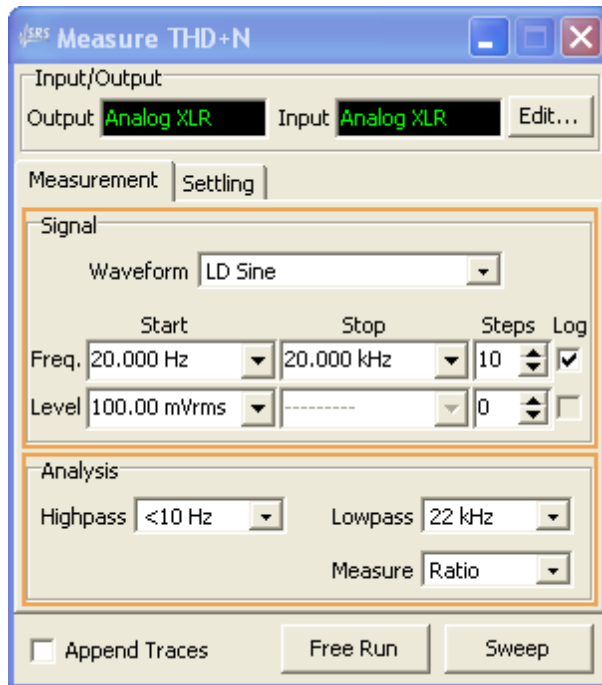 SRS Measure THD+N
Input/Output
Output Analog XLR Input Analog XLR Edit...
Measurement Settling
Signal
Waveform LD Sine
Start Stop Steps Log
Freq. 20.000 Hz 20.000 kHz 10
Level 100.00 mVrms --------- 0
Analysis
Highpass <10 Hz Lowpass 22 kHz
Measure Ratio
Append Traces Free Run Sweep